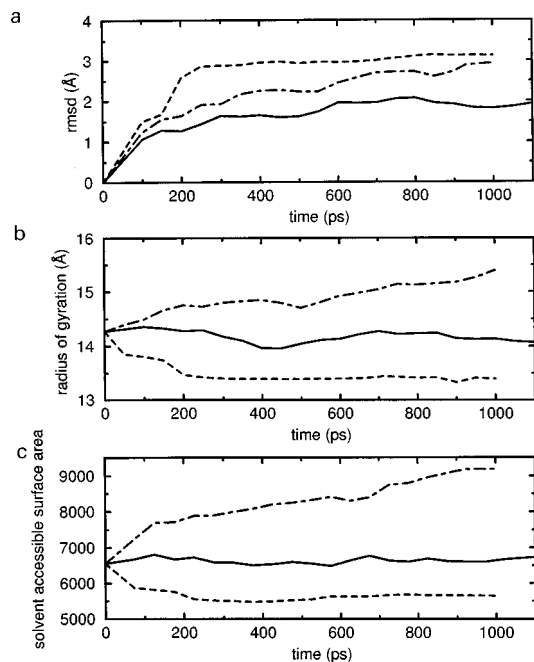 a
4
3
2
1
0
rmsd (Å)
0 200 400 600 800 1000
time (ps)
b
16
15
14
13
radius of gyration (Å)
0 200 400 600 800 1000
time (ps)
c
9000
8000
7000
6000
5000
solvent accessible surface area
0 200 400 600 800 1000
time (ps)